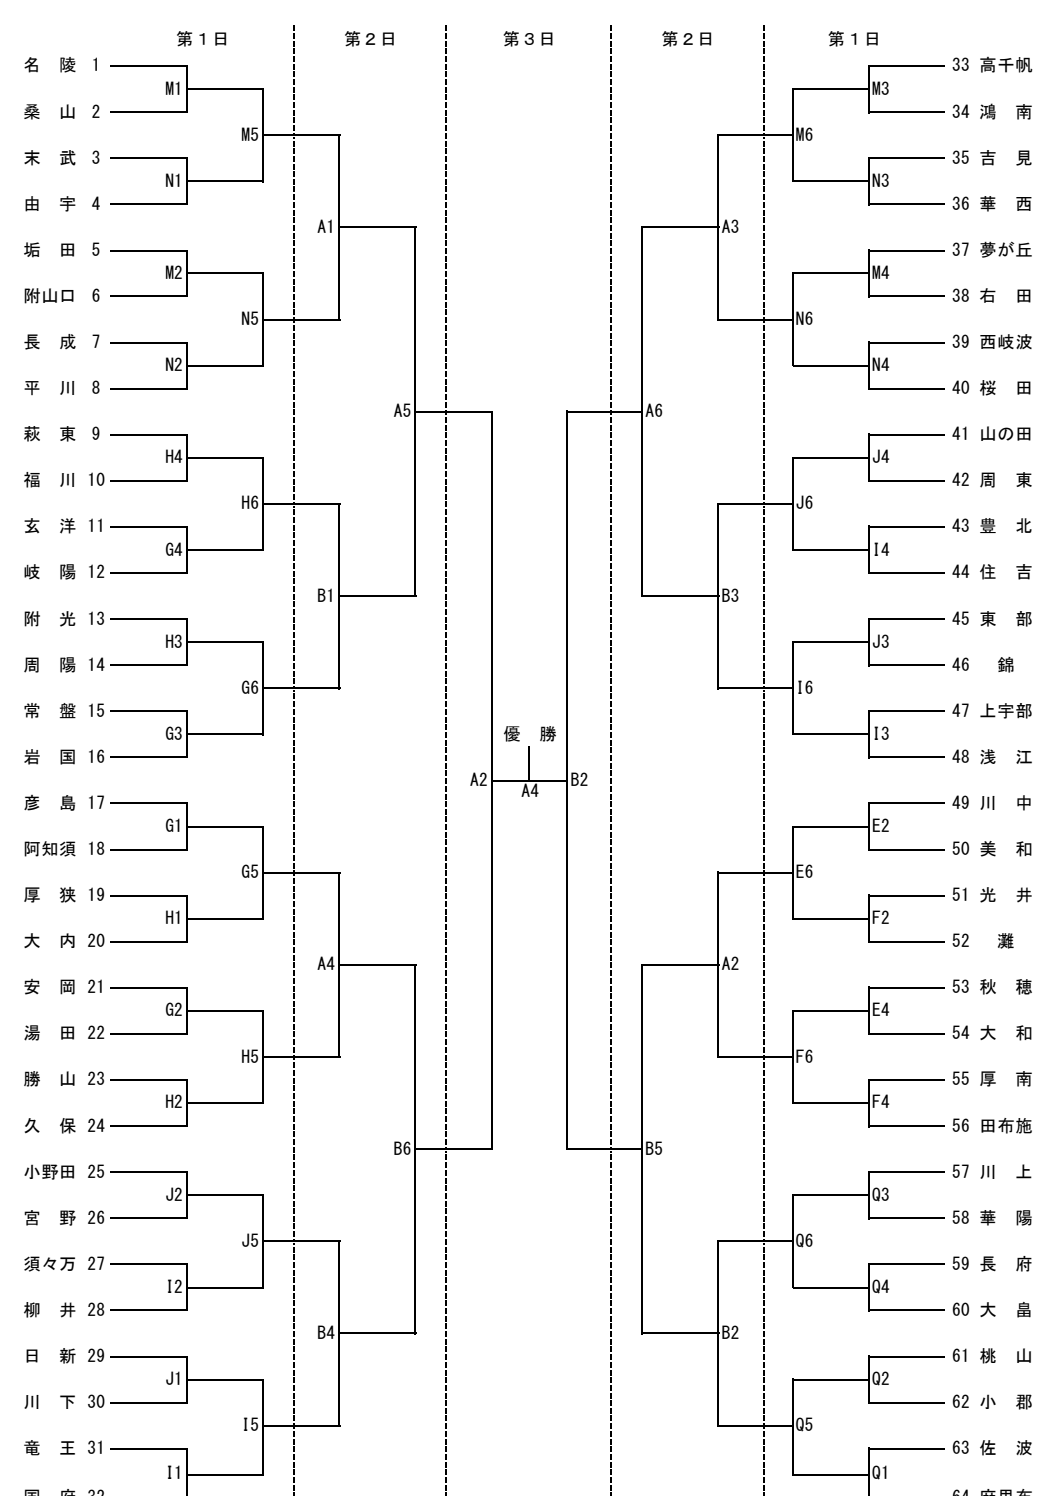 第１日 第２日 第３日 第２日 第１日
名　陵 1
M1
桑　山 2
M5
末　武 3
N1
由　宇 4
A1
垢　田 5
M2
附山口 6
N5
長　成 7
N2
平　川 8
A5
萩　東 9
H4
福　川 10
H6
玄　洋 11
G4
岐　陽 12
B1
附　光 13
H3
周　陽 14
G6
常　盤 15
G3
岩　国 16
A2
彦　島 17
G1
阿知須 18
G5
厚　狭 19
H1
大　内 20
A4
安　岡 21
G2
湯　田 22
H5
勝　山 23
H2
久　保 24
B6
小野田 25
J2
宮　野 26
J5
須々万 27
I2
柳　井 28
B4
日　新 29
J1
川　下 30
I5
竜　王 31
I1
国　府 32
優　勝
A4
33 高千帆
M3
34 鴻　南
M6
35 吉　見
N3
36 華　西
A3
37 夢が丘
M4
38 右　田
N6
39 西岐波
N4
40 桜　田
A6
41 山の田
J4
42 周　東
J6
43 豊　北
I4
44 住　吉
B3
45 東　部
J3
46 錦
I6
47 上宇部
I3
48 浅　江
B2
49 川　中
E2
50 美　和
E6
51 光　井
F2
52 灘
A2
53 秋　穂
E4
54 大　和
F6
55 厚　南
F4
56 田布施
B5
57 川　上
Q3
58 華　陽
Q6
59 長　府
Q4
60 大　畠
B2
61 桃　山
Q2
62 小　郡
Q5
63 佐　波
Q1
64 麻里布